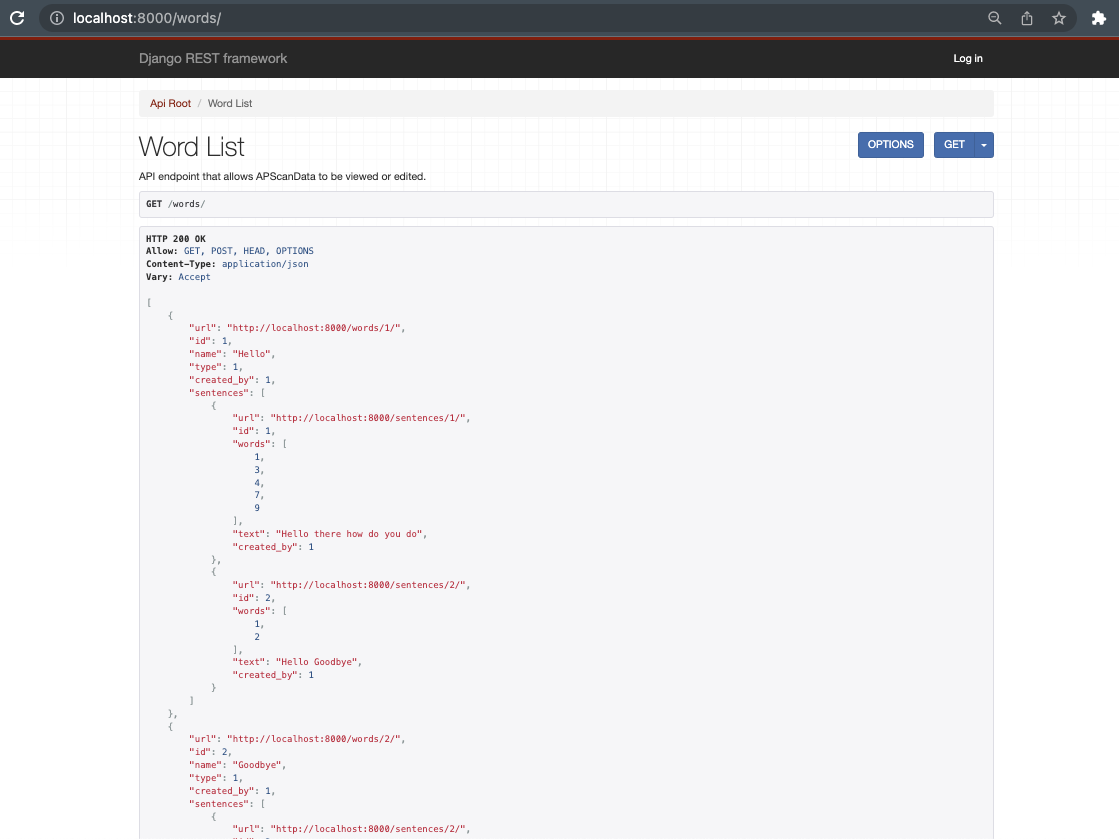 localhost:8000/words/
Django REST framework Log in
Api Root / Word List
Word List OPTIONS GET
API endpoint that allows APScanData to be viewed or edited.
GET /words/
HTTP 200 OK
Allow: GET, POST, HEAD, OPTIONS
Content-Type: application/json
Vary: Accept
[
    {
        "url": "http://localhost:8000/words/1/",
        "id": 1,
        "name": "Hello",
        "type": 1,
        "created_by": 1,
        "sentences": [
            {
                "url": "http://localhost:8000/sentences/1/",
                "id": 1,
                "words": [
                    1,
                    3,
                    4,
                    7,
                    9
                ],
                "text": "Hello there how do you do",
                "created_by": 1
            },
            {
                "url": "http://localhost:8000/sentences/2/",
                "id": 2,
                "words": [
                    1,
                    2
                ],
                "text": "Hello Goodbye",
                "created_by": 1
            }
        ]
    },
    {
        "url": "http://localhost:8000/words/2/",
        "id": 2,
        "name": "Goodbye",
        "type": 1,
        "created_by": 1,
        "sentences": [
            {
                "url": "http://localhost:8000/sentences/2/",